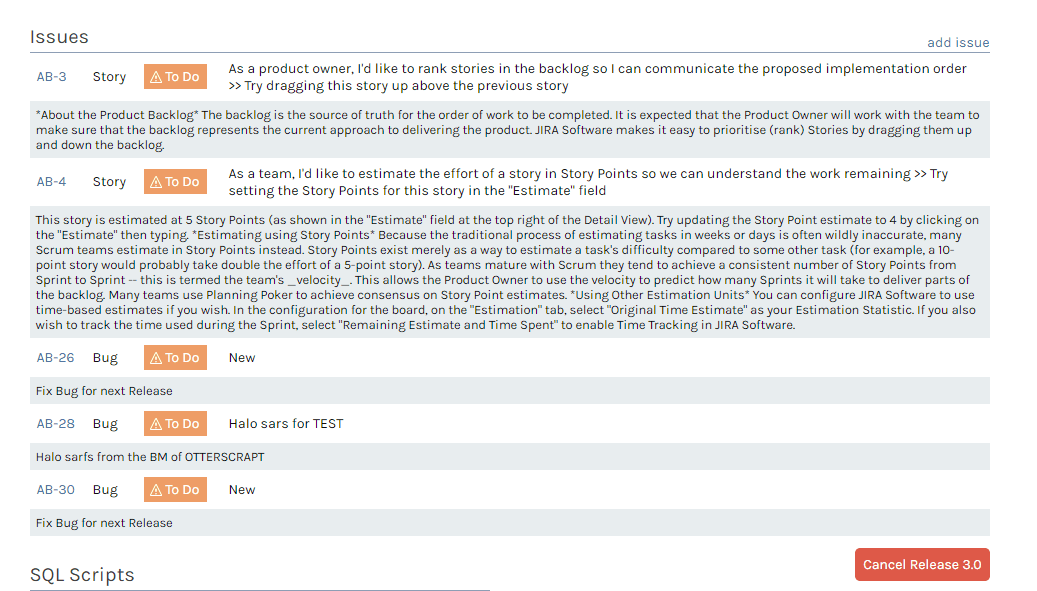 Issues
add issue
AB-3 Story To Do As a product owner, I'd like to rank stories in the backlog so I can communicate the proposed implementation order
>> Try dragging this story up above the previous story
*About the Product Backlog* The backlog is the source of truth for the order of work to be completed. It is expected that the Product Owner will work with the team to
make sure that the backlog represents the current approach to delivering the product. JIRA Software makes it easy to prioritise (rank) Stories by dragging them up
and down the backlog.
AB-4 Story To Do As a team, I'd like to estimate the effort of a story in Story Points so we can understand the work remaining >> Try
setting the Story Points for this story in the "Estimate" field
This story is estimated at 5 Story Points (as shown in the "Estimate" field at the top right of the Detail View). Try updating the Story Point estimate to 4 by clicking on
the "Estimate" then typing. *Estimating using Story Points* Because the traditional process of estimating tasks in weeks or days is often wildly inaccurate, many
Scrum teams estimate in Story Points instead. Story Points exist merely as a way to estimate a task's difficulty compared to some other task (for example, a 10-
point story would probably take double the effort of a 5-point story). As teams mature with Scrum they tend to achieve a consistent number of Story Points from
Sprint to Sprint -- this is termed the team's _velocity_. This allows the Product Owner to use the velocity to predict how many Sprints it will take to deliver parts of
the backlog. Many teams use Planning Poker to achieve consensus on Story Point estimates. *Using Other Estimation Units* You can configure JIRA Software to use
time-based estimates if you wish. In the configuration for the board, on the "Estimation" tab, select "Original Time Estimate" as your Estimation Statistic. If you also
wish to track the time used during the Sprint, select "Remaining Estimate and Time Spent" to enable Time Tracking in JIRA Software.
AB-26 Bug To Do New
Fix Bug for next Release
AB-28 Bug To Do Halo sars for TEST
Halo sarfs from the BM of OTTERSCRAPT
AB-30 Bug To Do New
Fix Bug for next Release
Cancel Release 3.0
SQL Scripts